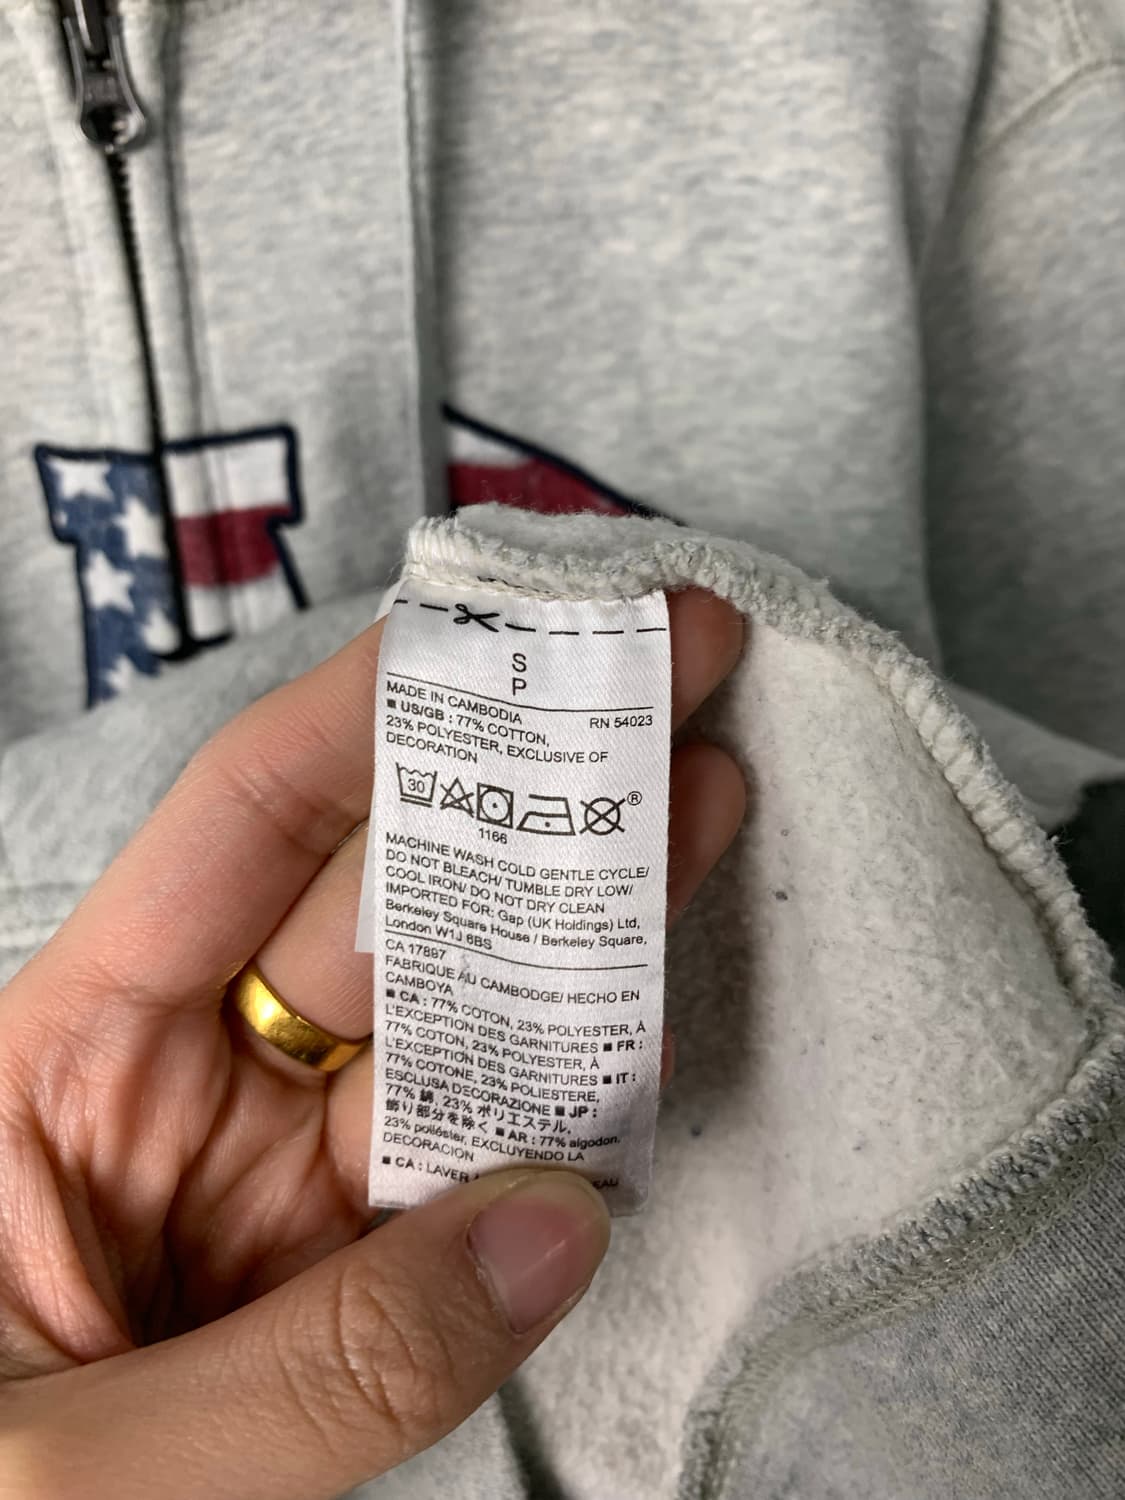 S
P
MADE IN CAMBODIA
RN 54023
■ US/GB : 77% COTTON,
23% POLYESTER, EXCLUSIVE OF
DECORATION
30
®
1166
MACHINE WASH COLD GENTLE CYCLE/
DO NOT BLEACH/ TUMBLE DRY LOW/
COOL IRON/ DO NOT DRY CLEAN
IMPORTED FOR: Gap (UK Holdings) Ltd,
Berkeley Square House / Berkeley Square,
London W1J 6BS
CA 17897
FABRIQUE AU CAMBODGE/ HECHO EN
CAMBOYA
■ CA : 77% COTON, 23% POLYESTER, À
L'EXCEPTION DES GARNITURES ■ FR :
77% COTON, 23% POLYESTER, À
L'EXCEPTION DES GARNITURES ■ IT :
77% COTONE, 23% POLIESTERE,
ESCLUSA DECORAZIONE ■ JP :
77% 綿, 23% ポリエステル,
飾り部分を除く ■ AR : 77% algodon,
23% poliéster, EXCLUYENDO LA
DECORACION
■ CA : LAVER